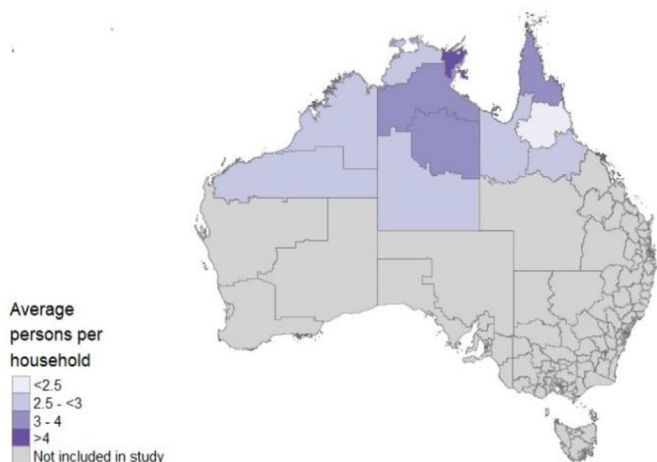 Average
persons per
household
<2.5
2.5 - <3
3 - 4
>4
Not included in study